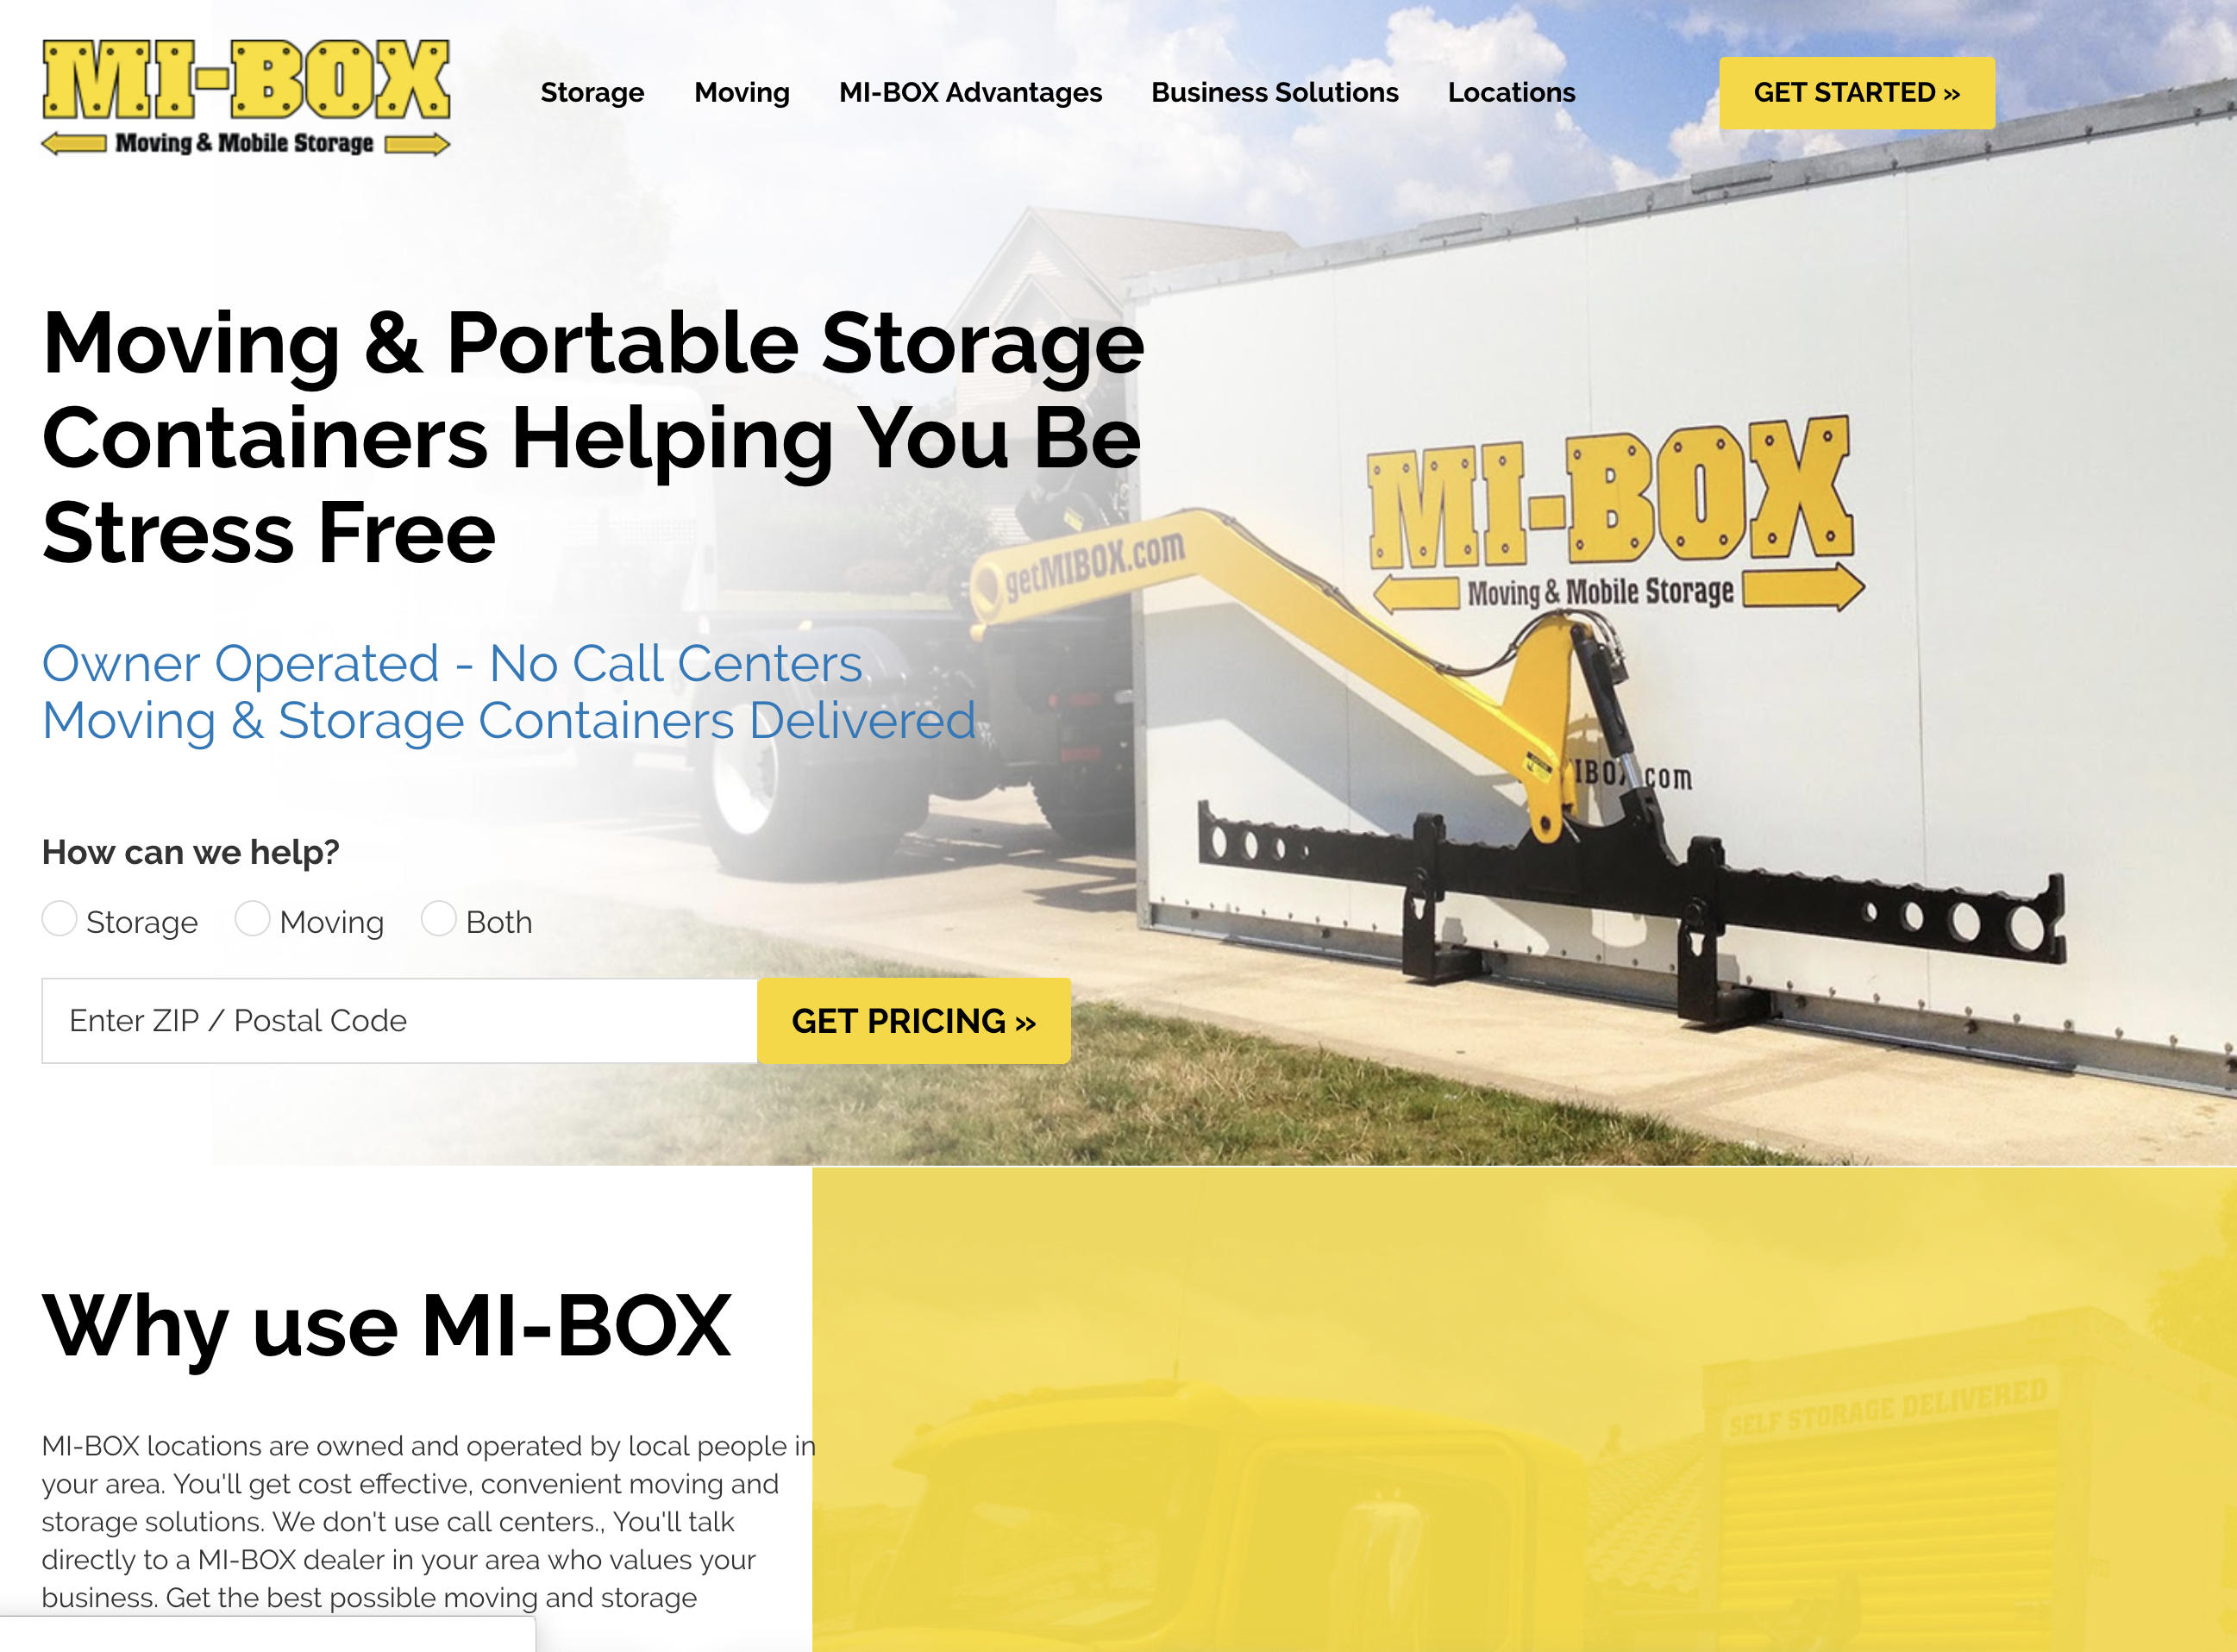 MI-BOX
Moving & Mobile Storage
Storage Moving MI-BOX Advantages Business Solutions Locations
GET STARTED »
Moving & Portable Storage
Containers Helping You Be
Stress Free
Owner Operated - No Call Centers
Moving & Storage Containers Delivered
How can we help?
Storage Moving Both
Enter ZIP / Postal Code
GET PRICING »
getMIBOX.com
MI-BOX
Moving & Mobile Storage
Why use MI-BOX
MI-BOX locations are owned and operated by local people in
your area. You'll get cost effective, convenient moving and
storage solutions. We don't use call centers., You'll talk
directly to a MI-BOX dealer in your area who values your
business. Get the best possible moving and storage
SELF STORAGE DELIVERED